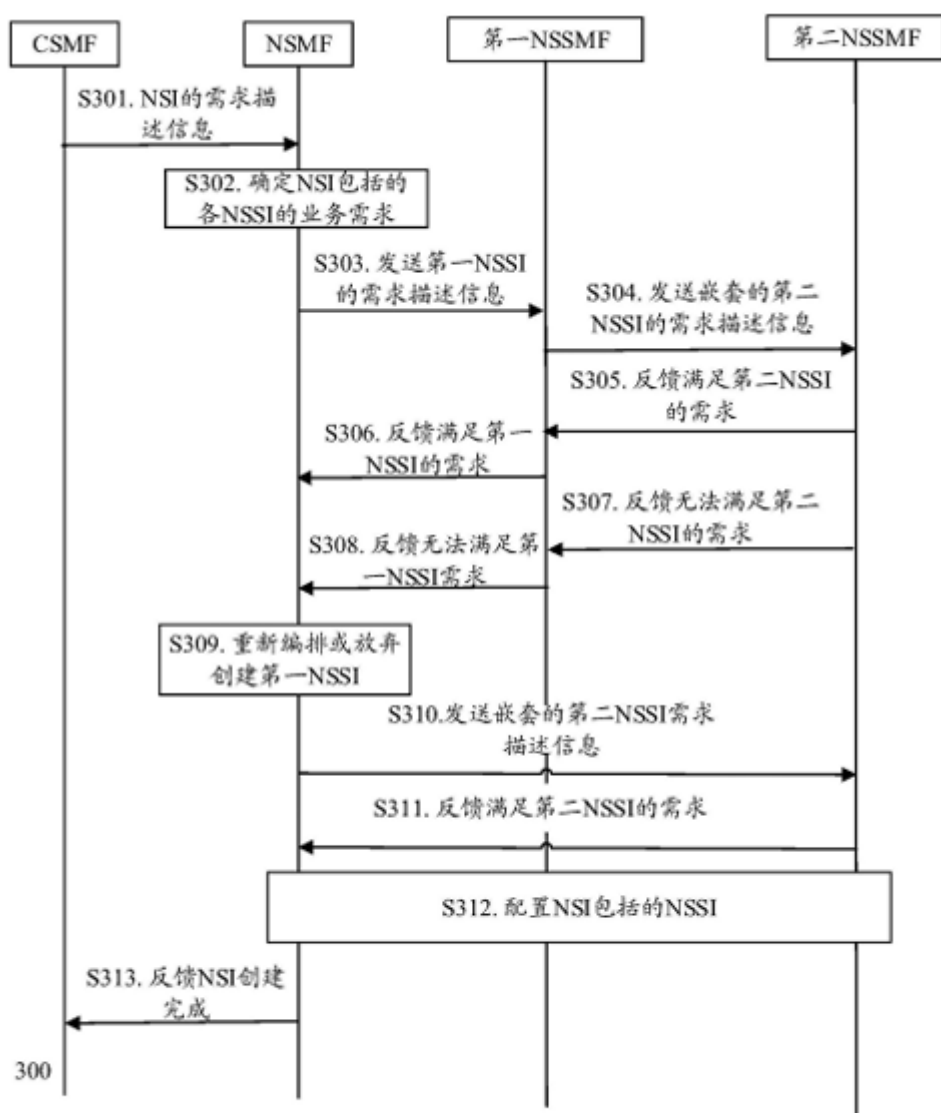 CSMF
NSMF
第一NSSMF
第二NSSMF
S301. NSI的需求描
述信息
S302. 确定NSI包括的
各NSSI的业务需求
S303. 发送第一NSSI
的需求描述信息
S304. 发送嵌套的第二
NSSI的需求描述信息
S305. 反馈满足第二NSSI
的需求
S306. 反馈满足第一
NSSI的需求
S307. 反馈无法满足第二
NSSI的需求
S308. 反馈无法满足第
一NSSI需求
S309. 重新编排或放弃
创建第一NSSI
S310.发送嵌套的第二NSSI需求
描述信息
S311. 反馈满足第二NSSI的需求
S312. 配置NSI包括的NSSI
S313. 反馈NSI创建
完成
300